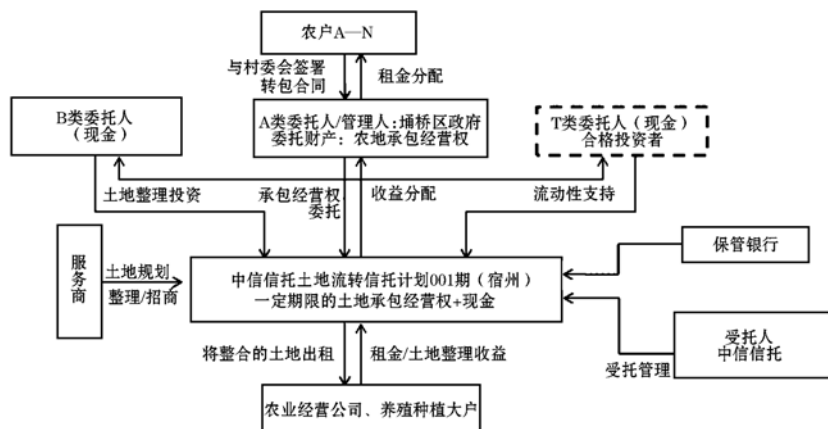 农户A—N
与村委会签署
转包合同
租金分配
B类委托人
（现金）
A类委托人/管理人：埇桥区政府
委托财产：农地承包经营权
T类委托人（现金）
合格投资者
土地整理投资
承包经营权
委托
收益分配
流动性支持
服务商
土地规划
整理/招商
中信信托土地流转信托计划001期（宿州）
一定期限的土地承包经营权+现金
保管银行
受托人
中信信托
受托管理
将整合的土地出租
租金/土地整理收益
农业经营公司、养殖种植大户